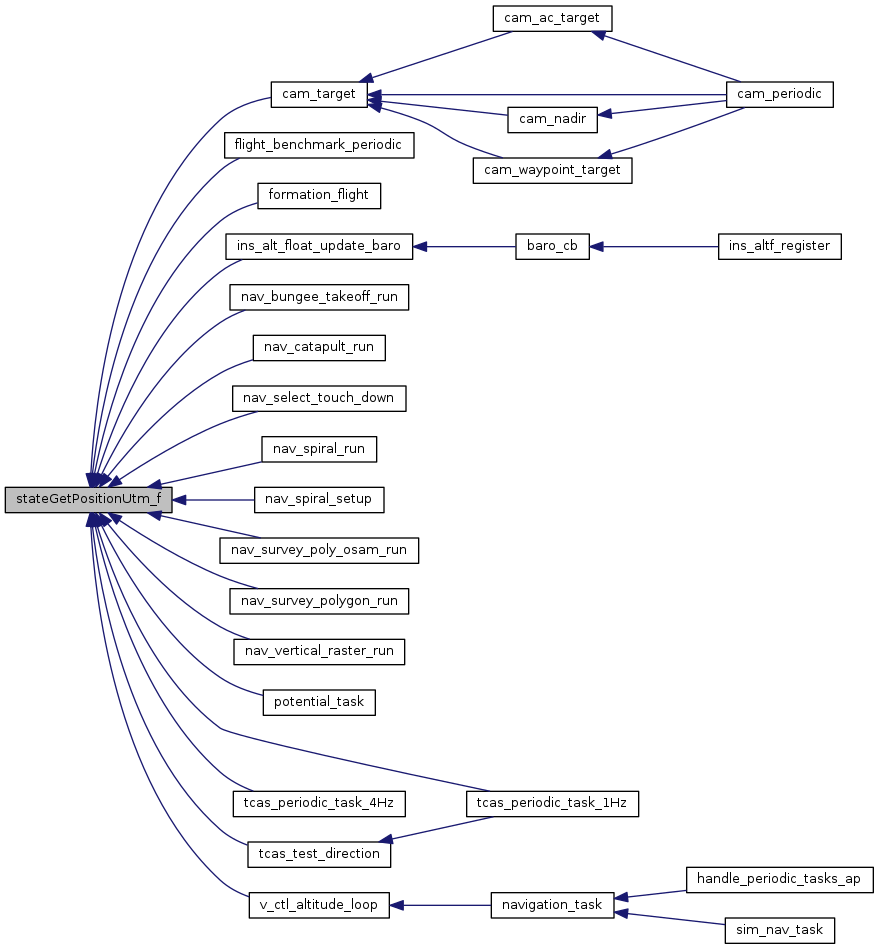 cam_ac_target
cam_target
cam_periodic
cam_nadir
flight_benchmark_periodic
cam_waypoint_target
formation_flight
ins_alt_float_update_baro
baro_cb
ins_altf_register
nav_bungee_takeoff_run
nav_catapult_run
nav_select_touch_down
nav_spiral_run
stateGetPositionUtm_f
nav_spiral_setup
nav_survey_poly_osam_run
nav_survey_polygon_run
nav_vertical_raster_run
potential_task
tcas_periodic_task_4Hz
tcas_periodic_task_1Hz
tcas_test_direction
handle_periodic_tasks_ap
v_ctl_altitude_loop
navigation_task
sim_nav_task